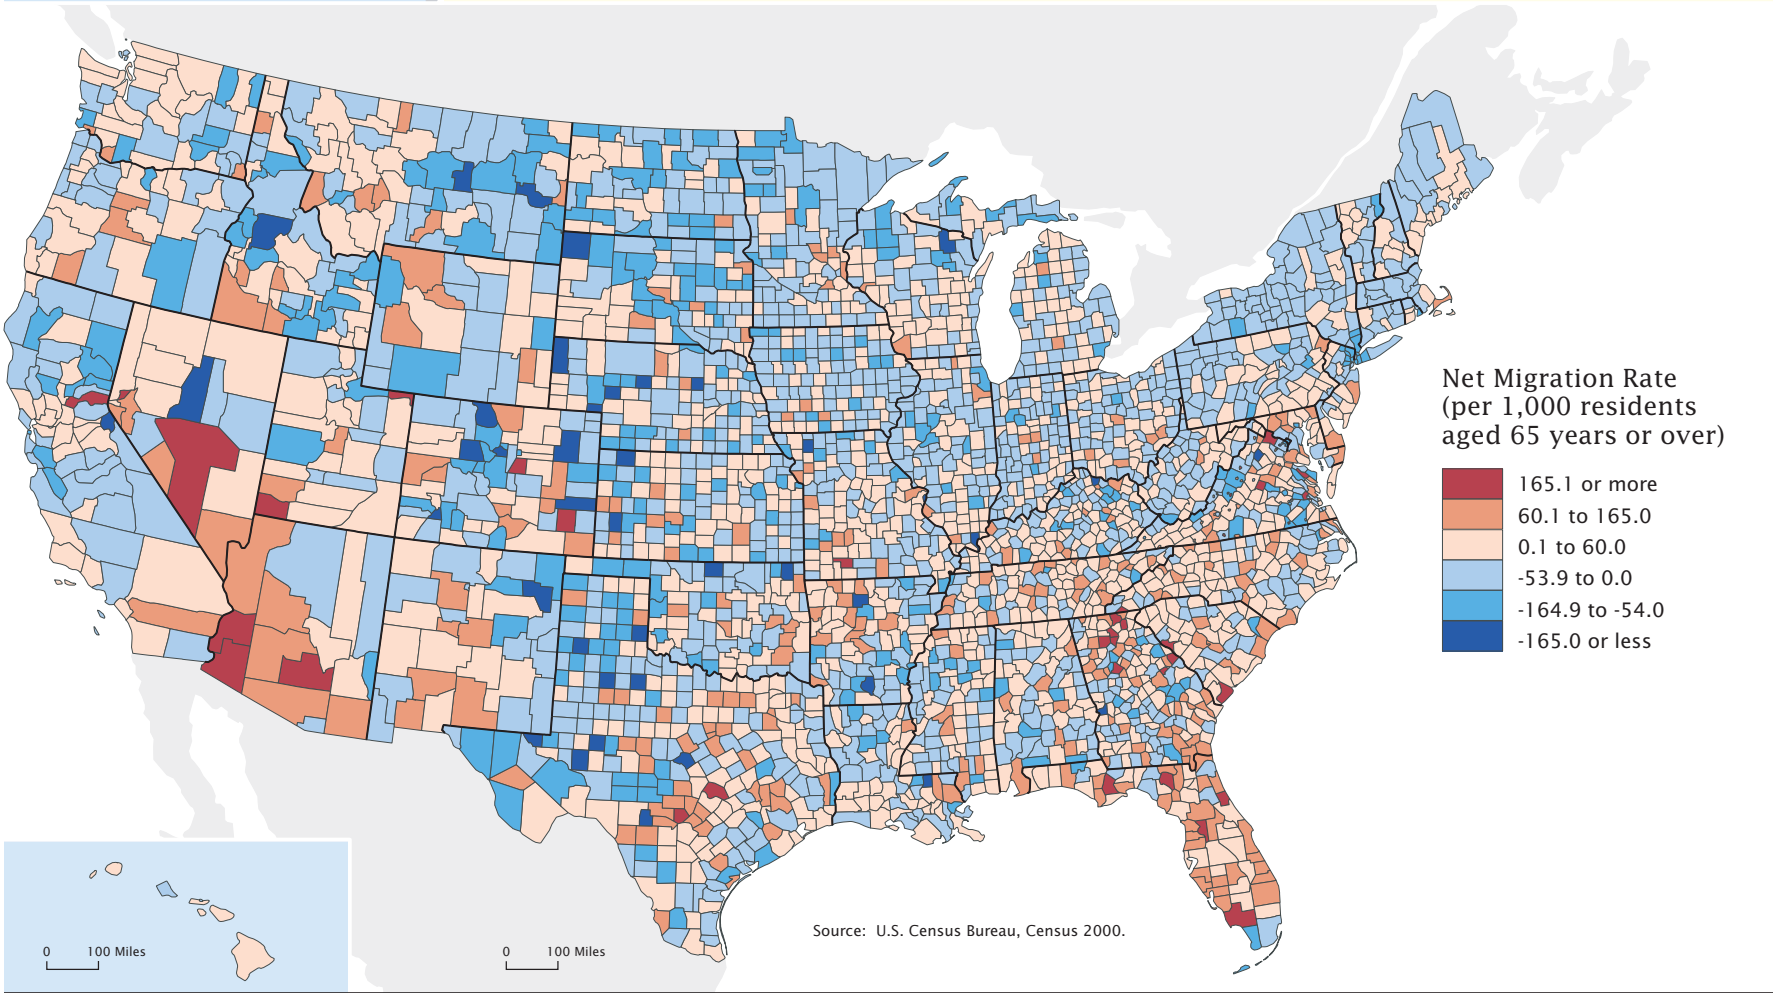 Net Migration Rate
(per 1,000 residents
aged 65 years or over)
165.1 or more
60.1 to 165.0
0.1 to 60.0
-53.9 to 0.0
-164.9 to -54.0
-165.0 or less
Source: U.S. Census Bureau, Census 2000.
0 100 Miles
0 100 Miles